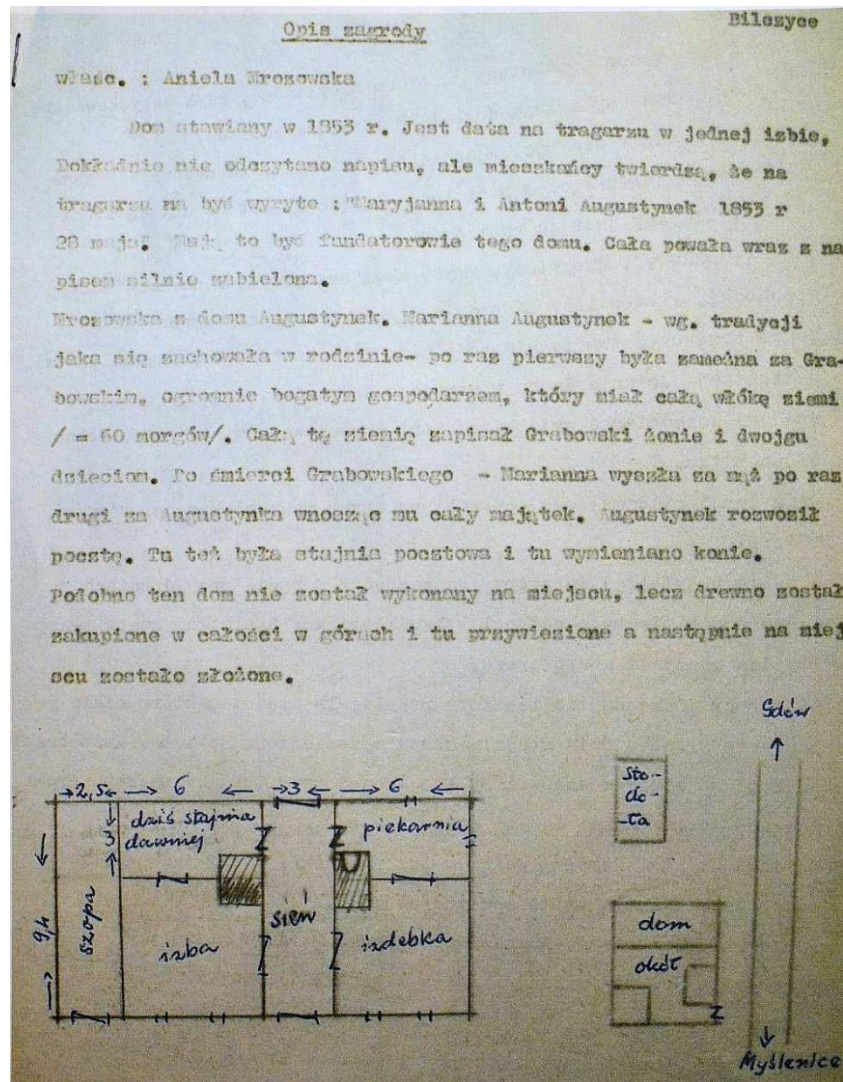 Opis zagrody
Bilczyce
właśc. : Aniela Mrozowska
Dom stawiany w 1853 r. Jest data na tragarzu w jednej izbie,
Dokładnie nie odczytano napisu, ale mieszkańcy twierdzą, że na
tragarzu ma być wyryte : "Maryjanna i Antoni Augustynek 1853 r
28 maja". Mają to być fundatorowie tego domu. Cała powała wraz z na
pisem silnie zabielona.
Mrozowska z domu Augustynek. Marianna Augustynek - wg. tradycji
jaka się zachowała w rodzinie- po raz pierwszy była zamężna za Gra-
bowskim, ogromnie bogatym gospodarzem, który miał całą włókę ziemi
/ = 60 morgów/. Całą tę ziemię zapisał Grabowski żonie i dwojgu
dzieciom. Po śmierci Grabowskiego - Marianna wyszła za mąż po raz
drugi za Augustynka wnosząc mu cały majątek. Augustynek rozwoził
pocztę. Tu też była stajnia pocztowa i tu wymieniano konie.
Podobno ten dom nie został wykonany na miejscu, lecz drewno został
zakupione w całości w górach i tu przywiezione a następnie na miej
scu zostało złożone.
Gdów
2,5 6 3 6
dziś stajnia
dawniej
piekarnia
3
9,4
szopa
izba
sień
izdebka
sto-
do-
ła
dom
okół
Myślenice